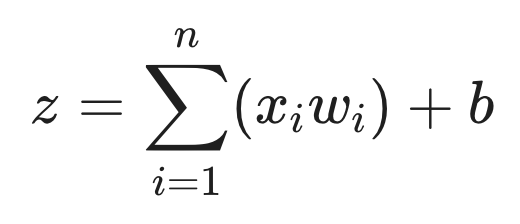 z = \sum_{i=1}^{n} (x_i w_i) + b